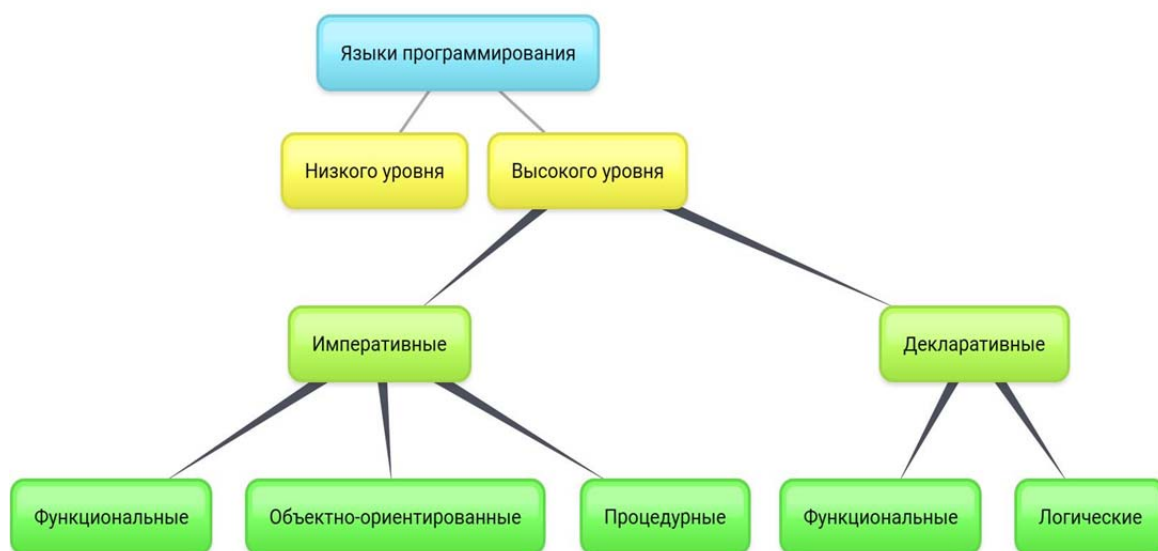 Языки программирования
Низкого уровня
Высокого уровня
Императивные
Декларативные
Функциональные
Объектно-ориентированные
Процедурные
Функциональные
Логические